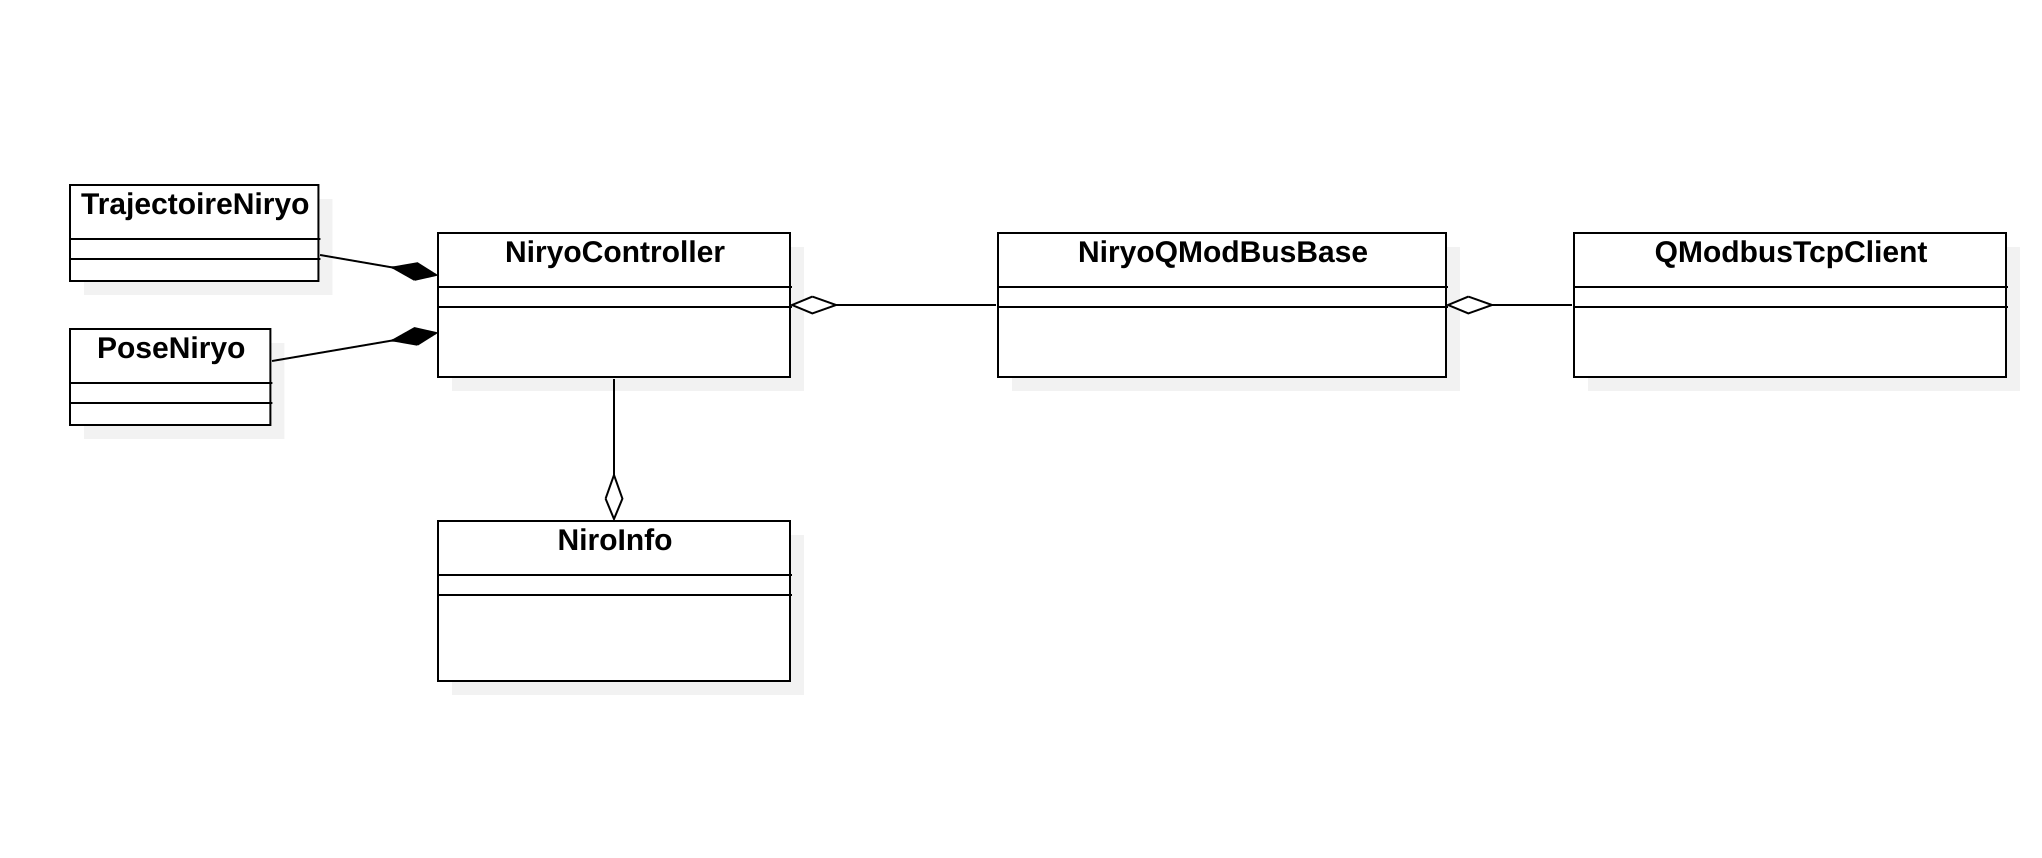 TrajectoireNiryo
NiryoController
NiryoQModBusBase
QModbusTcpClient
PoseNiryo
NiroInfo